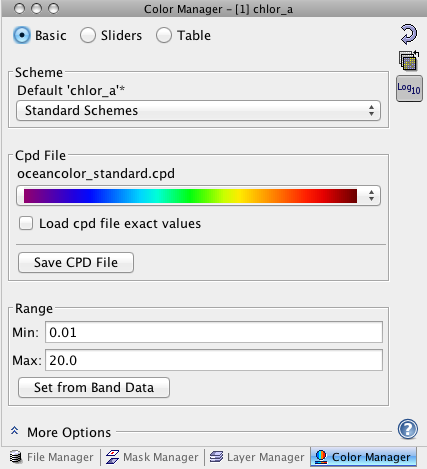 Color Manager – [1] chlor_a
Basic Sliders Table
Scheme
Default 'chlor_a'*
Log10
Standard Schemes
Cpd File
oceancolor_standard.cpd
Load cpd file exact values
Save CPD File
Range
Min: 0.01
Max: 20.0
Set from Band Data
More Options ?
File Manager Mask Manager Layer Manager Color Manager